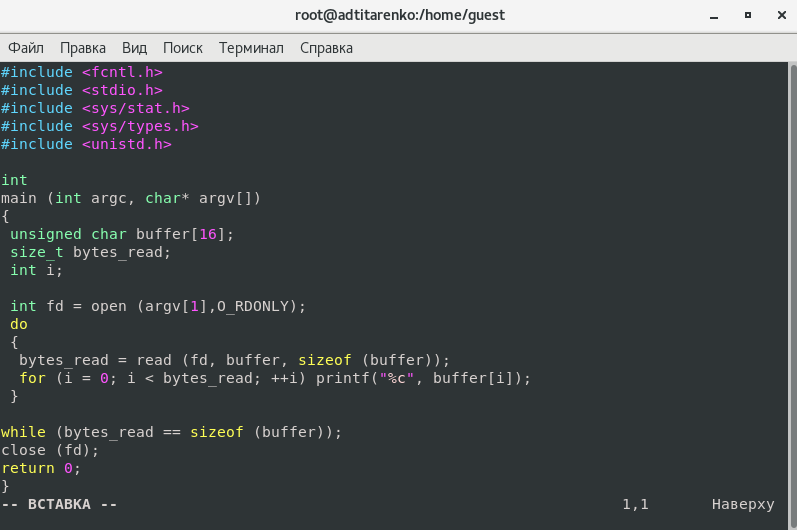 root@adtitarenko:/home/guest
Файл Правка Вид Поиск Терминал Справка
#include <fcntl.h>
#include <stdio.h>
#include <sys/stat.h>
#include <sys/types.h>
#include <unistd.h>

int
main (int argc, char* argv[])
{
 unsigned char buffer[16];
 size_t bytes_read;
 int i;

 int fd = open (argv[1],O_RDONLY);
 do
 {
  bytes_read = read (fd, buffer, sizeof (buffer));
  for (i = 0; i < bytes_read; ++i) printf("%c", buffer[i]);
 }

while (bytes_read == sizeof (buffer));
close (fd);
return 0;
}
-- ВСТАВКА -- 1,1 Наверху